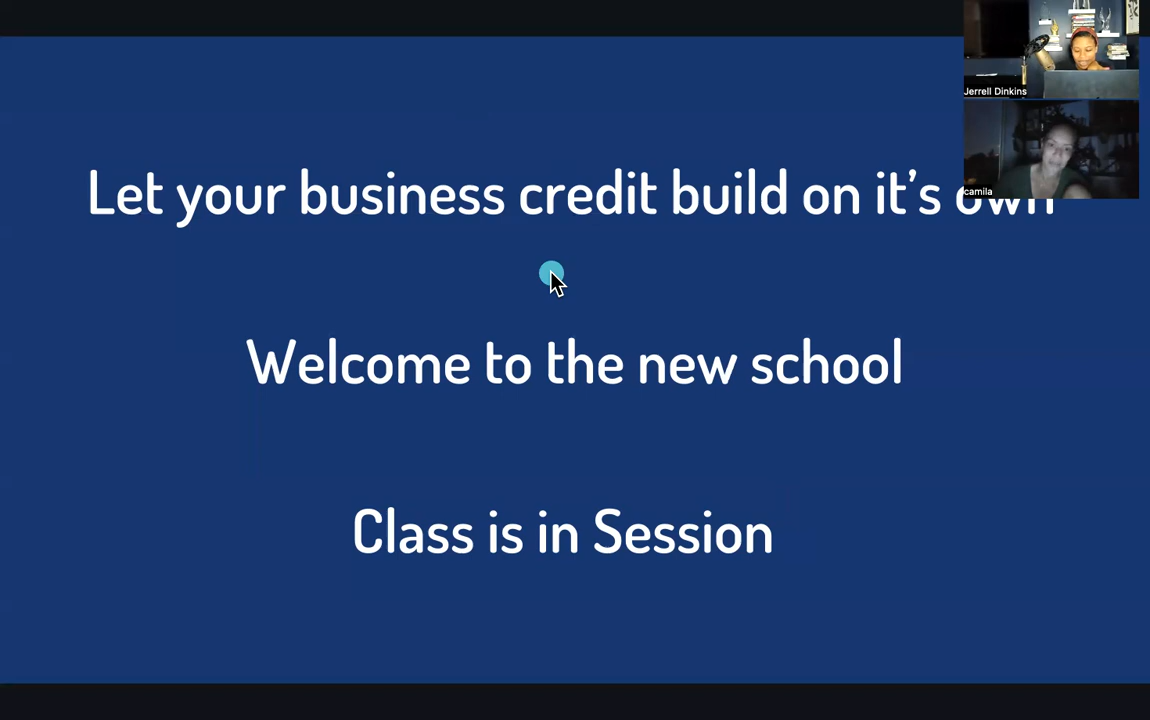 Jerrell Dinkins
camila
Let your business credit build on it's own
Welcome to the new school
Class is in Session